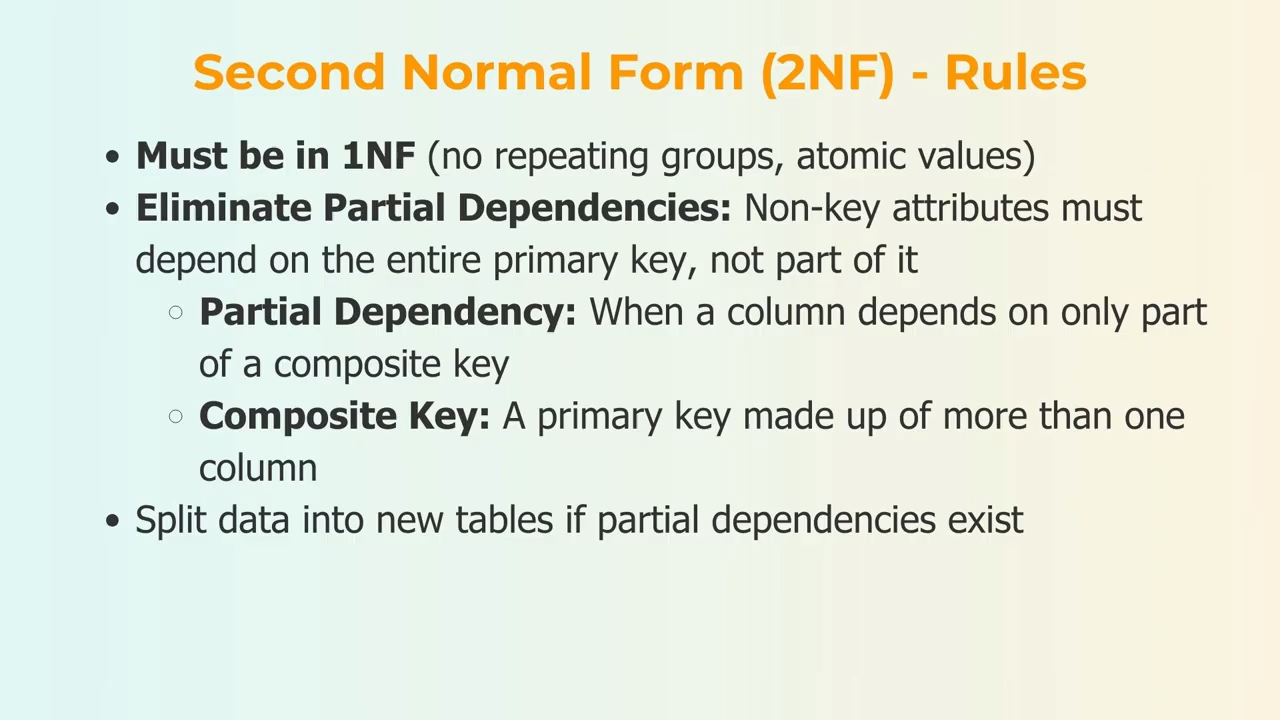 Second Normal Form (2NF) - Rules
• Must be in 1NF (no repeating groups, atomic values)
• Eliminate Partial Dependencies: Non-key attributes must
depend on the entire primary key, not part of it
○ Partial Dependency: When a column depends on only part
of a composite key
○ Composite Key: A primary key made up of more than one
column
• Split data into new tables if partial dependencies exist